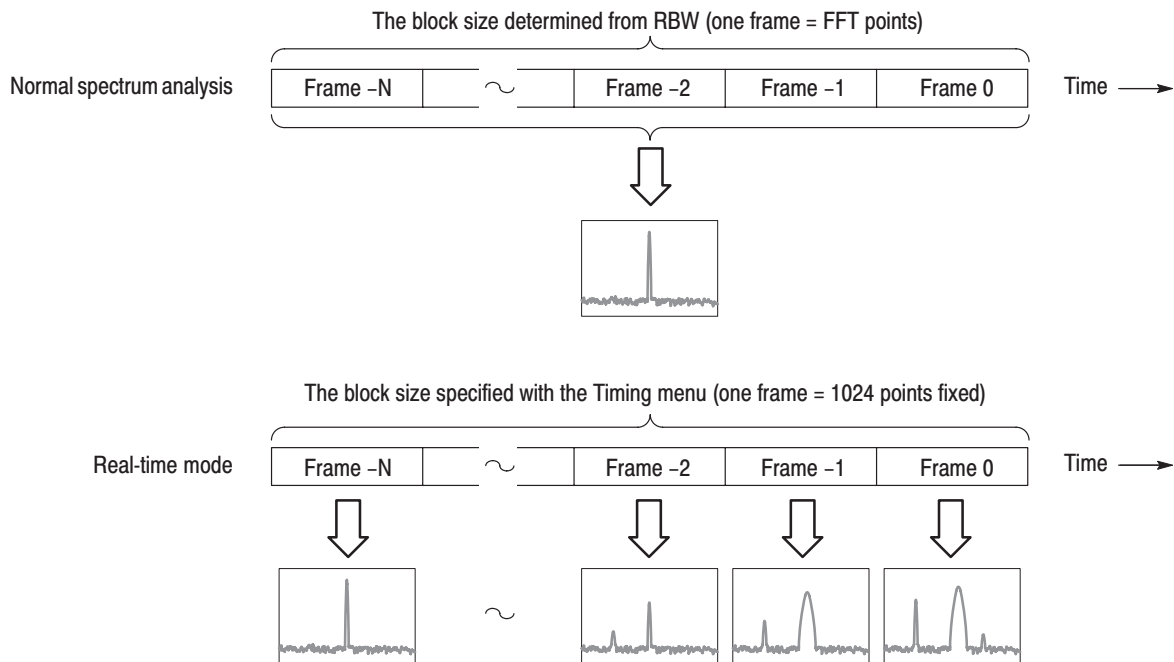 The block size determined from RBW (one frame = FFT points)
Normal spectrum analysis
Frame –N
Frame –2
Frame –1
Frame 0
Time
The block size specified with the Timing menu (one frame = 1024 points fixed)
Real-time mode
Frame –N
Frame –2
Frame –1
Frame 0
Time